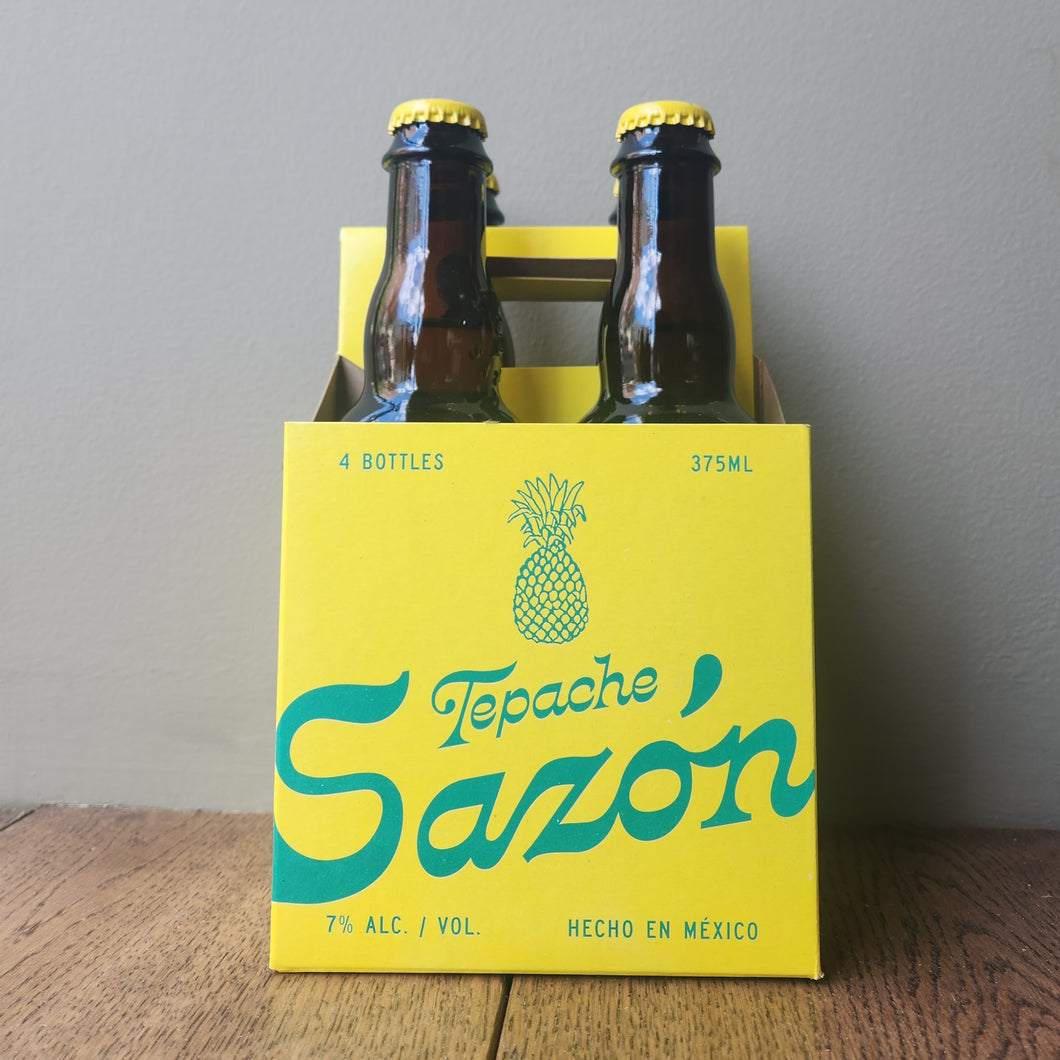 4 BOTTLES
375ML
Tepache
Sazón
7% ALC. / VOL.
HECHO EN MÉXICO